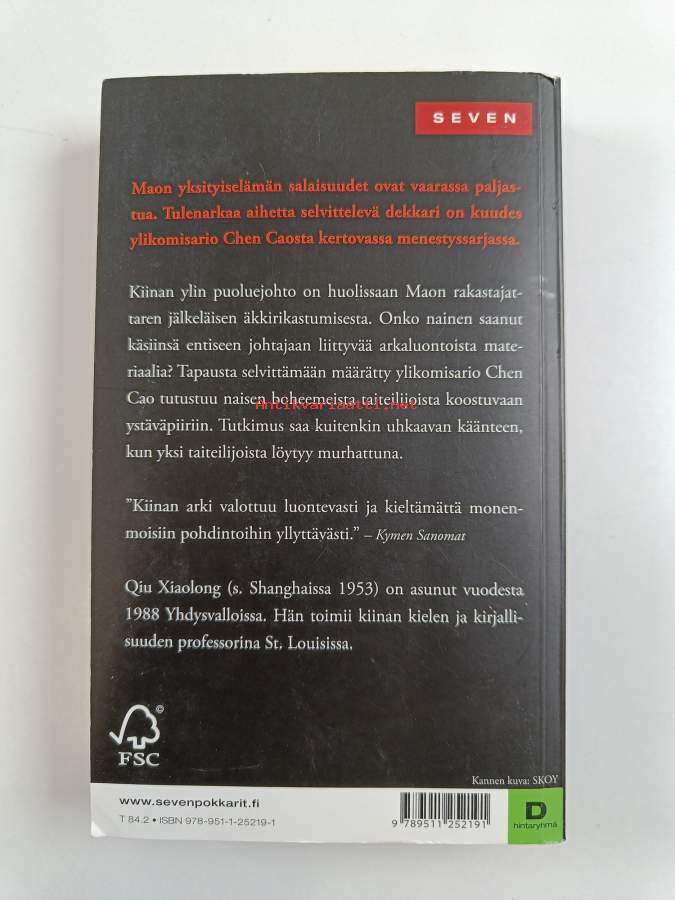 SEVEN
Maon yksityiselämän salaisuudet ovat vaarassa paljas-
tua. Tulenarkaa aihetta selvittelevä dekkari on kuudes
ylikomisario Chen Caosta kertovassa menestyssarjassa.
Kiinan ylin puoluejohto on huolissaan Maon rakastajat-
taren jälkeläisen äkkirikastumisesta. Onko nainen saanut
käsiinsä entiseen johtajaan liittyvää arkaluontoista mate-
riaalia? Tapausta selvittämään määrätty ylikomisario Chen
Cao tutustuu naisen boheemeista taiteilijoista koostuvaan
Antikvariaatti.net
ystäväpiiriin. Tutkimus saa kuitenkin uhkaavan käänteen,
kun yksi taiteilijoista löytyy murhattuna.
”Kiinan arki valottuu luontevasti ja kieltämättä monen-
moisiin pohdintoihin yllyttävästi.” – Kymen Sanomat
Qiu Xiaolong (s. Shanghaissa 1953) on asunut vuodesta
1988 Yhdysvalloissa. Hän toimii kiinan kielen ja kirjalli-
suuden professorina St. Louisissa.
©
FSC
Kannen kuva: SKOY
www.sevenpokkarit.fi
T 84.2 • ISBN 978-951-1-25219-1
9 789511 252191
D
hintaryhmä